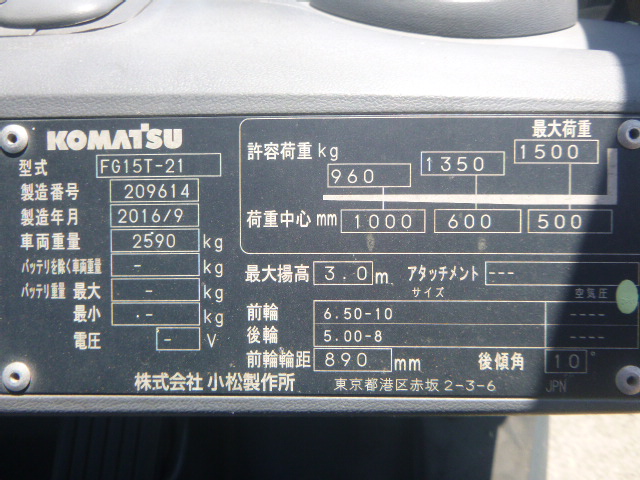 KOMATSU
型式 FG15T-21
製造番号 209614
製造年月 2016/9
車両重量 2590 kg
バッテリを除く車両重量 - kg
バッテリ重量 最大 - kg
最小 - kg
電圧 - V
最大荷重
許容荷重 kg 960 1350 1500
荷重中心 mm 1000 600 500
最大揚高 3.0 m アタッチメント ---
サイズ 空気圧
前輪 6.50-10 ----
後輪 5.00-8 ----
前輪輪距 890 mm 後傾角 10°
株式会社 小松製作所 東京都港区赤坂 2-3-6 JPN